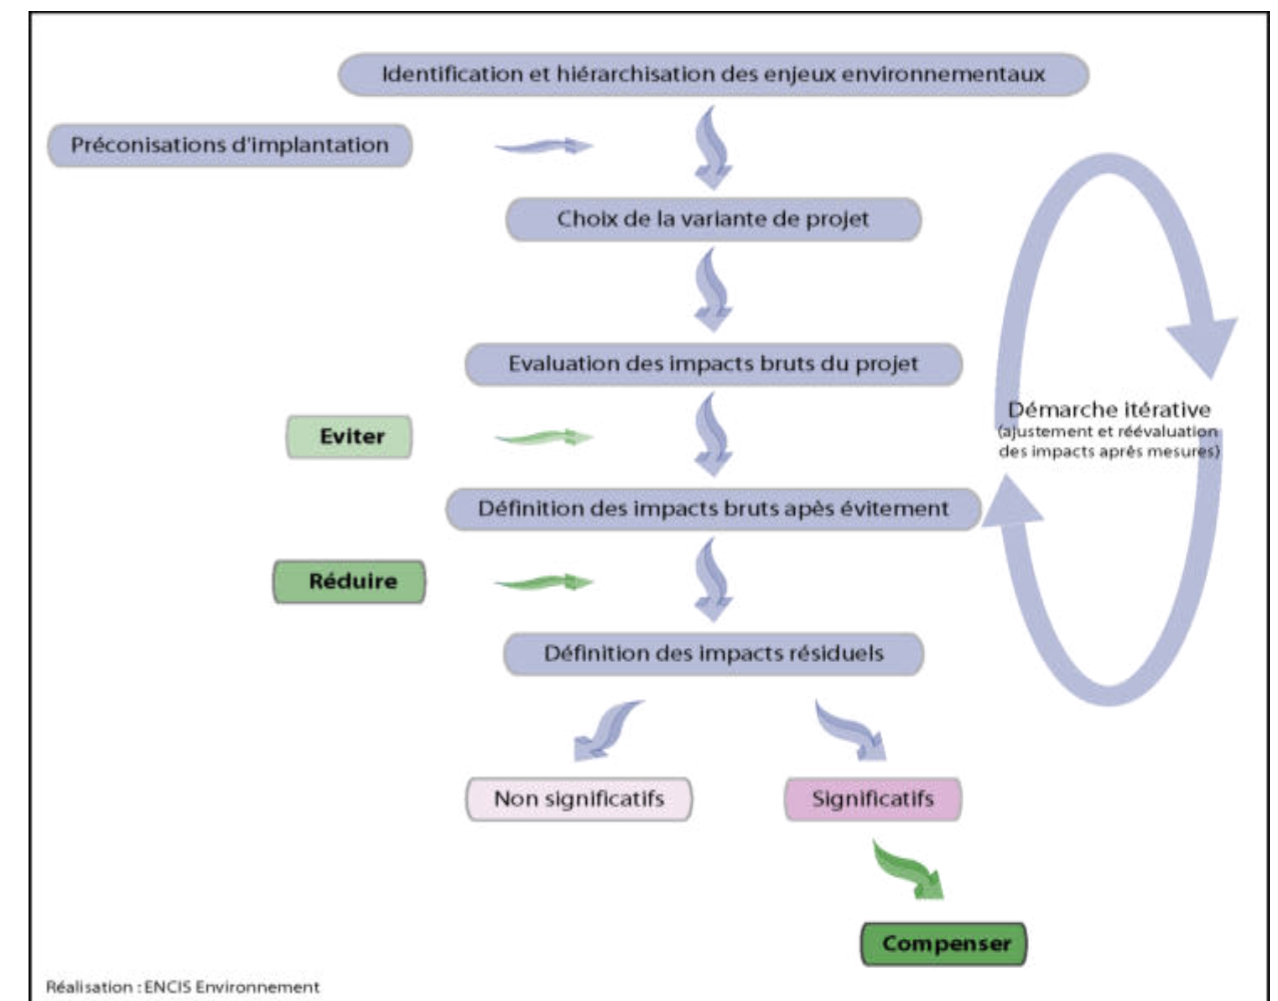 Identification et hiérarchisation des enjeux environnementaux
Préconisations d'implantation
Choix de la variante de projet
Evaluation des impacts bruts du projet
Démarche itérative
(ajustement et réévaluation
des impacts après mesures)
Eviter
Définition des impacts bruts apès évitement
Réduire
Définition des impacts résiduels
Non significatifs
Significatifs
Compenser
Réalisation : ENCIS Environnement